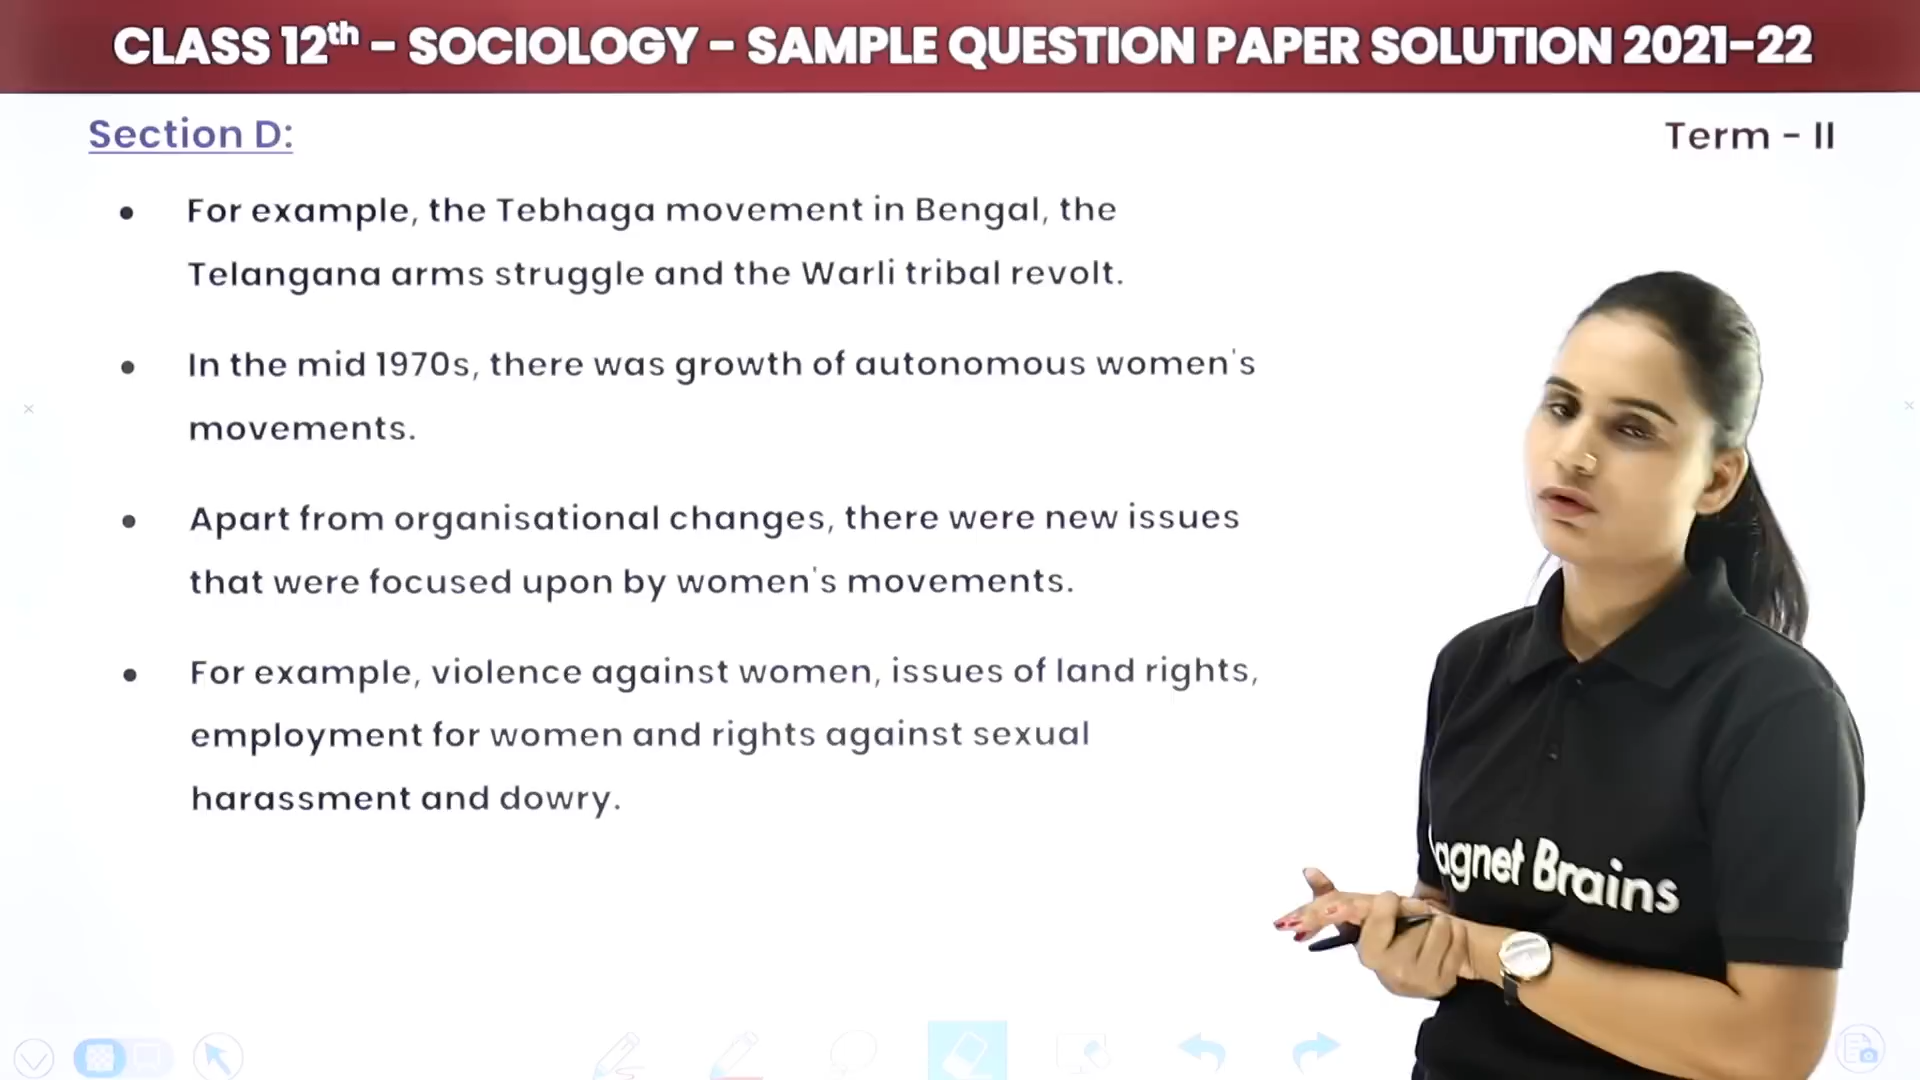 CLASS 12th - SOCIOLOGY - SAMPLE QUESTION PAPER SOLUTION 2021-22
Section D:
Term - II
• For example, the Tebhaga movement in Bengal, the
Telangana arms struggle and the Warli tribal revolt.
• In the mid 1970s, there was growth of autonomous women's
movements.
• Apart from organisational changes, there were new issues
that were focused upon by women's movements.
• For example, violence against women, issues of land rights,
employment for women and rights against sexual
harassment and dowry.
agnet Brains